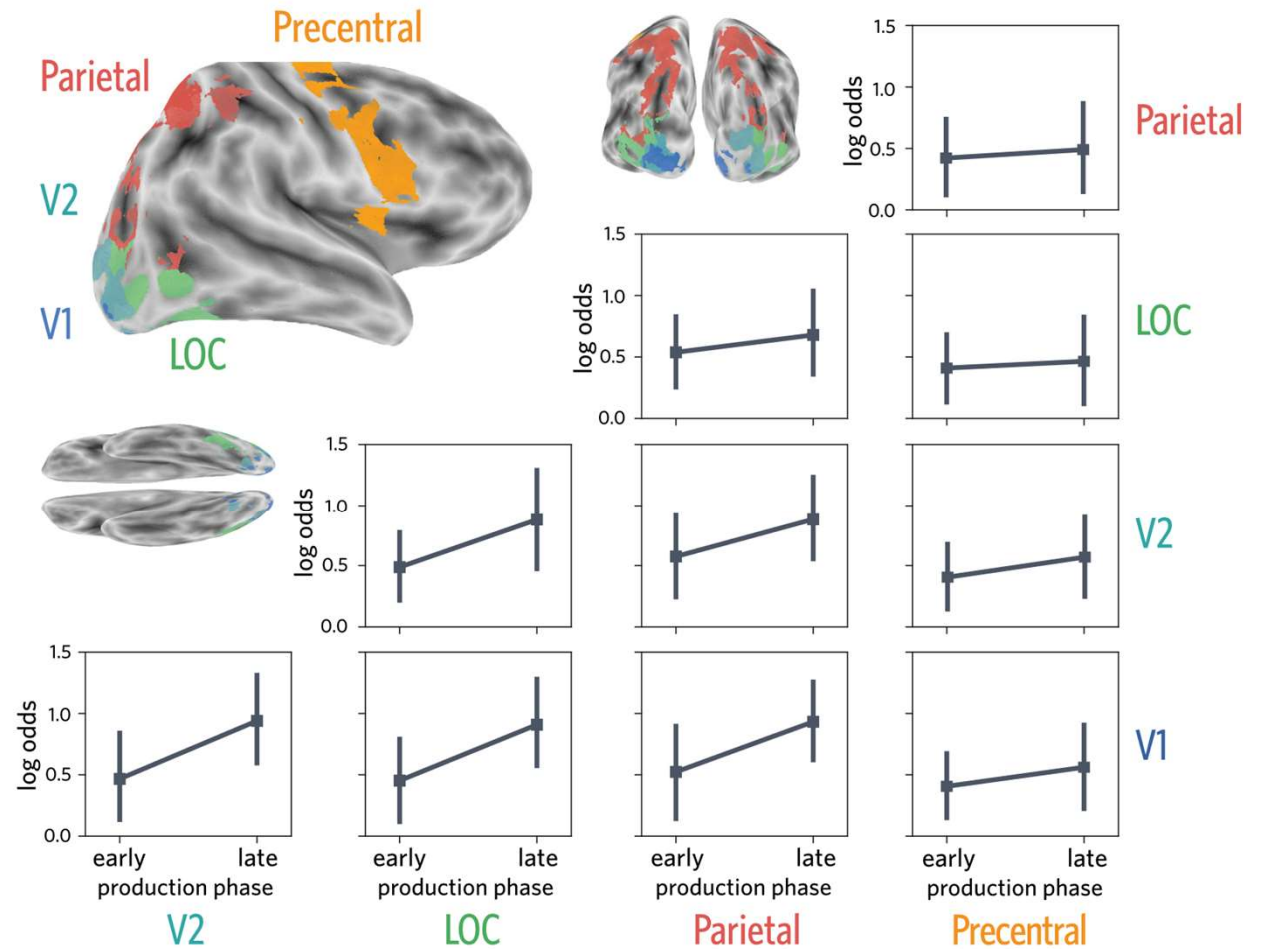 Precentral
Parietal
V2
V1
LOC
1.5
1.0
0.5
0.0
log odds
Parietal
1.0
0.5
0.0
log odds
LOC
1.5
1.0
0.5
0.0
log odds
V2
1.5
1.0
0.5
0.0
log odds
V1
early late
production phase
V2
early late
production phase
LOC
early late
production phase
Parietal
early late
production phase
Precentral